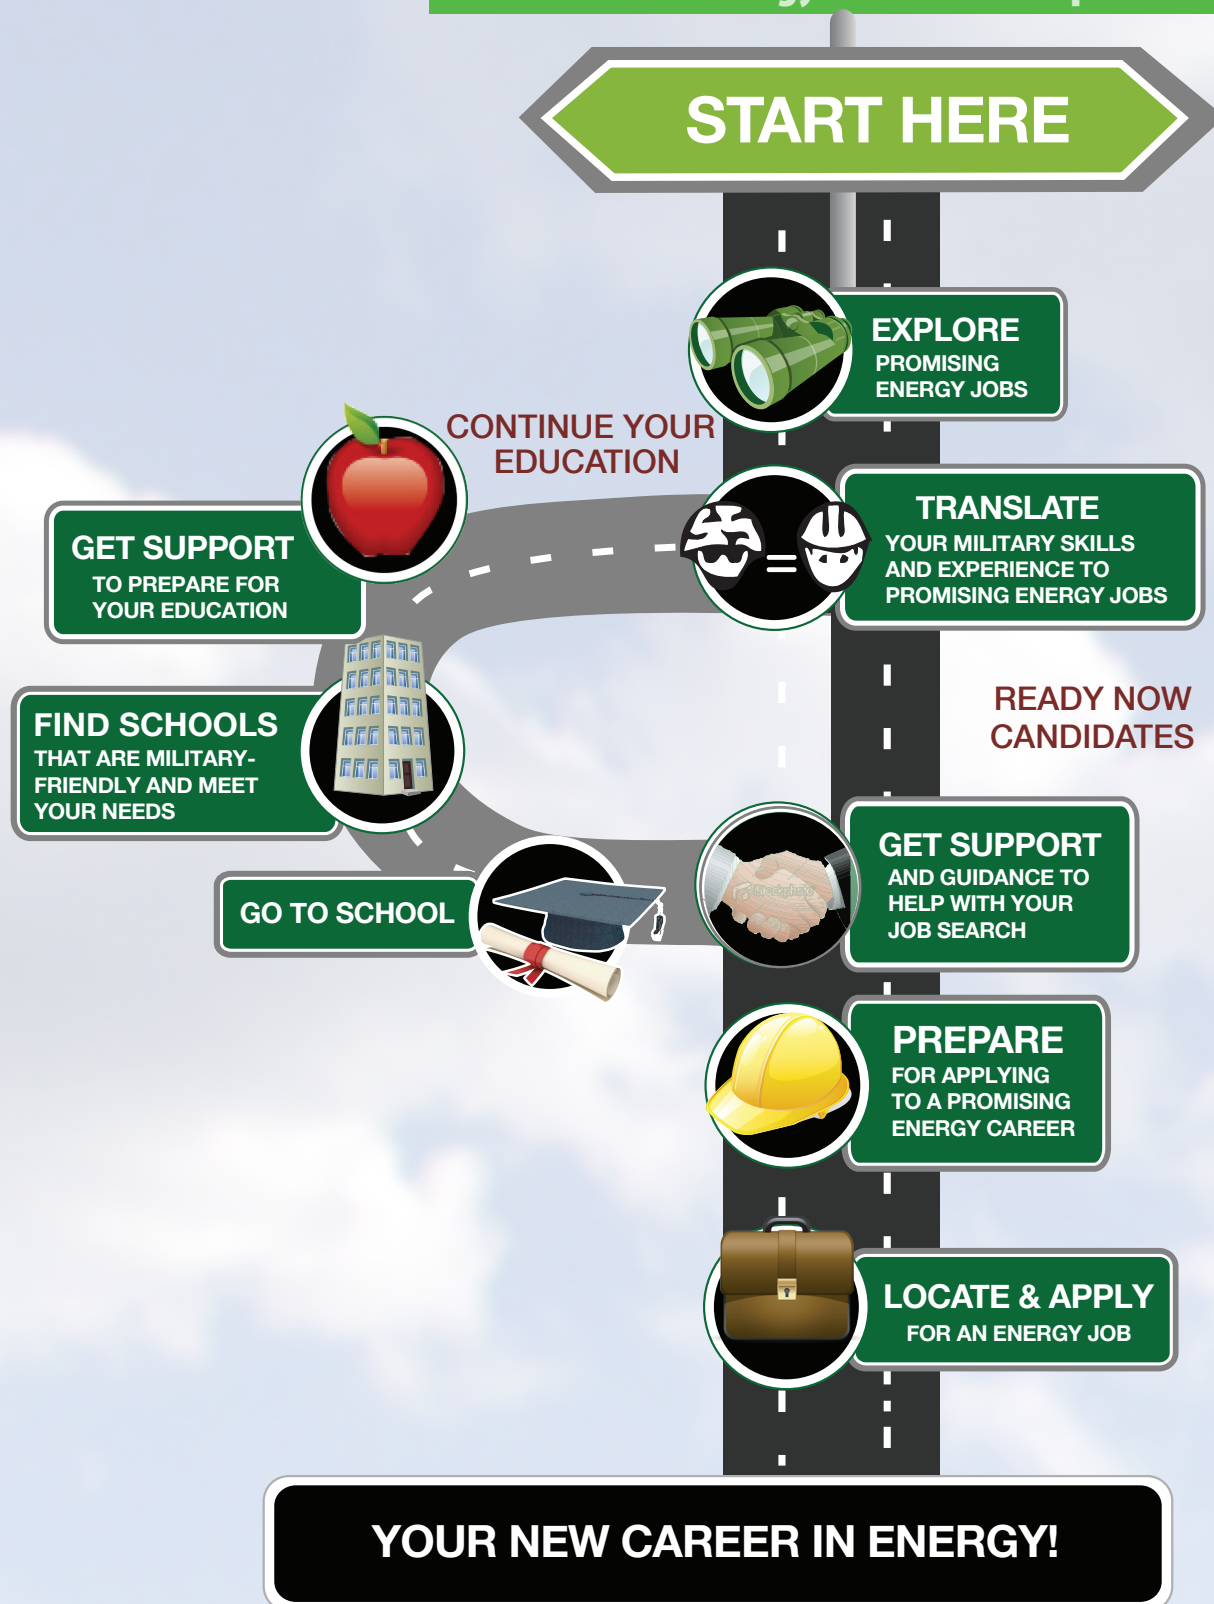 START HERE
EXPLORE
PROMISING
ENERGY JOBS
CONTINUE YOUR
EDUCATION
TRANSLATE
YOUR MILITARY SKILLS
AND EXPERIENCE TO
PROMISING ENERGY JOBS
GET SUPPORT
TO PREPARE FOR
YOUR EDUCATION
READY NOW
CANDIDATES
FIND SCHOOLS
THAT ARE MILITARY-
FRIENDLY AND MEET
YOUR NEEDS
GET SUPPORT
AND GUIDANCE TO
HELP WITH YOUR
JOB SEARCH
GO TO SCHOOL
PREPARE
FOR APPLYING
TO A PROMISING
ENERGY CAREER
LOCATE & APPLY
FOR AN ENERGY JOB
YOUR NEW CAREER IN ENERGY!